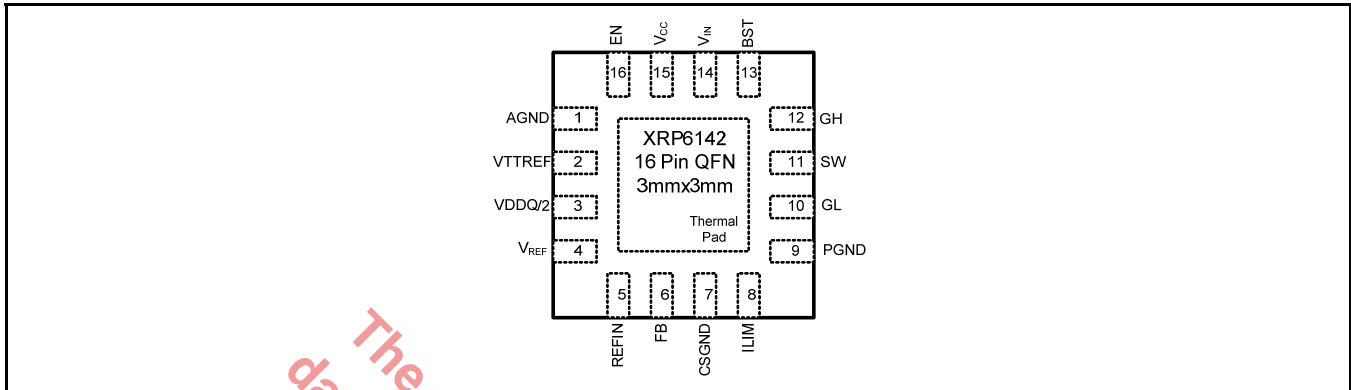 EN
VCC
VIN
BST
16
15
14
13
AGND 1
VTTREF 2
VDDQ/2 3
VREF 4
XRP6142
16 Pin QFN
3mmx3mm
Thermal
Pad
12 GH
11 SW
10 GL
9 PGND
5
6
7
8
REFIN
FB
CSGND
ILIM
The